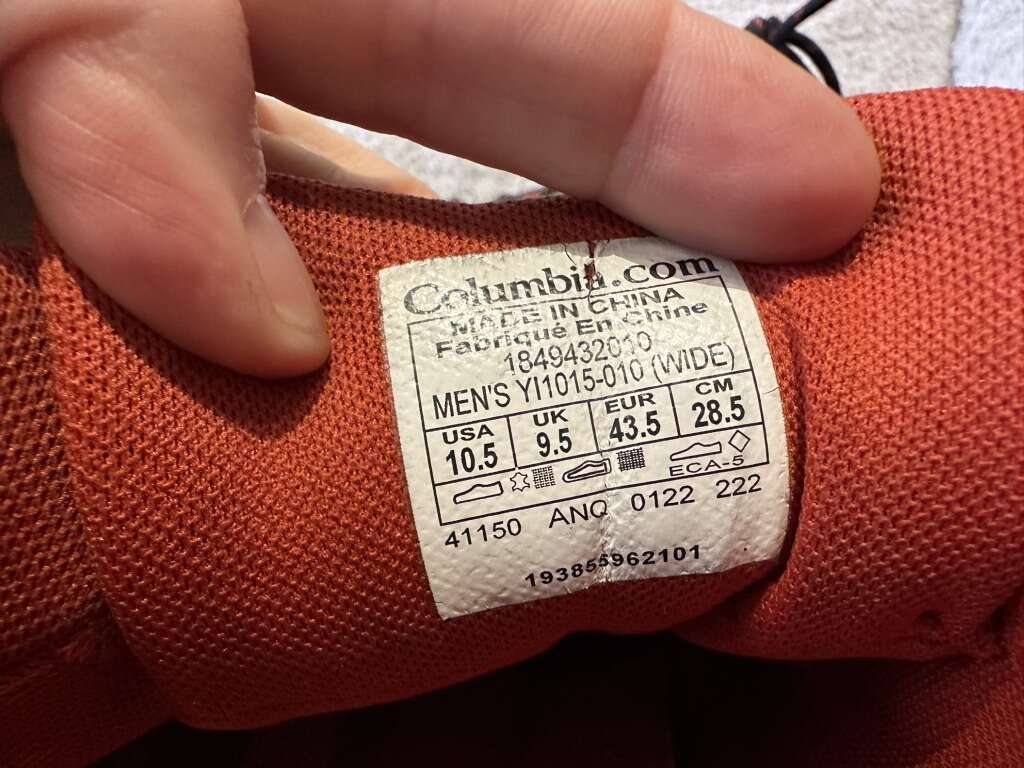 Columbia.com
MADE IN CHINA
Fabriqué En Chine
1849432010
MEN'S YI1015-010 (WIDE)
USA UK EUR CM
10.5 9.5 43.5 28.5
ECA-5
41150 ANQ 0122 222
193855962101